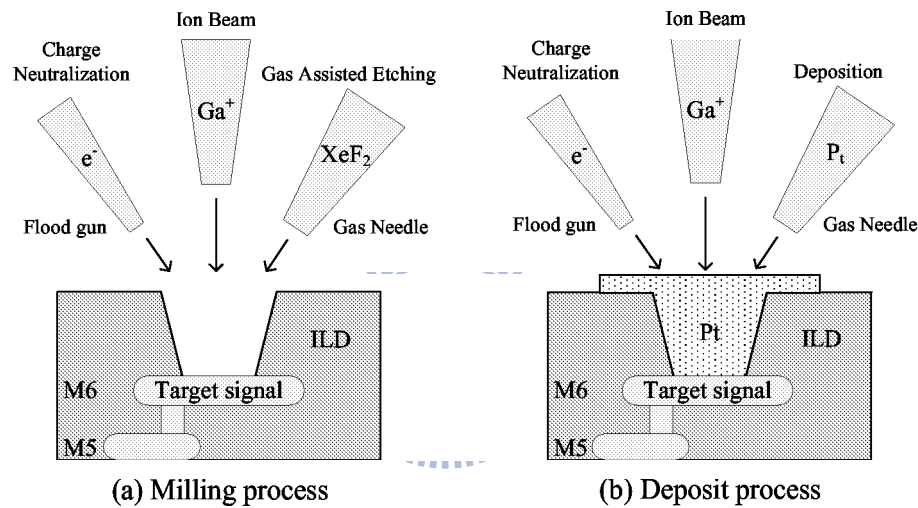 Ion Beam
Charge
Neutralization
Gas Assisted Etching
Ga+
e-
XeF2
Flood gun
Gas Needle
ILD
M6
Target signal
M5
(a) Milling process
Ion Beam
Charge
Neutralization
Deposition
Ga+
e-
Pt
Flood gun
Gas Needle
Pt
ILD
M6
Target signal
M5
(b) Deposit process